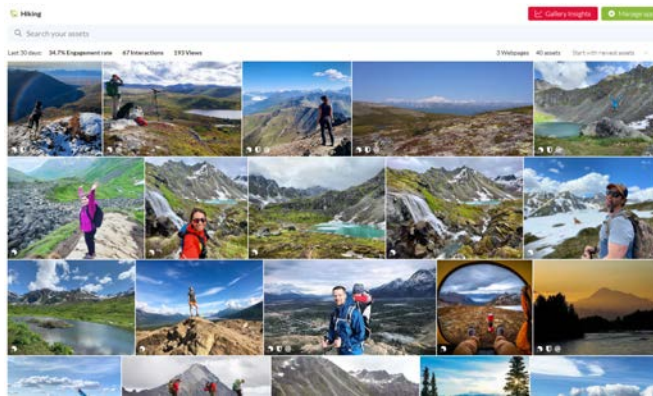 Hiking
Gallery Insights
Manage
Search your assets
Last 30 days: 34.7% Engagement rate 67 Interactions 193 Views
3 Webpages 40 assets Start with newest assets